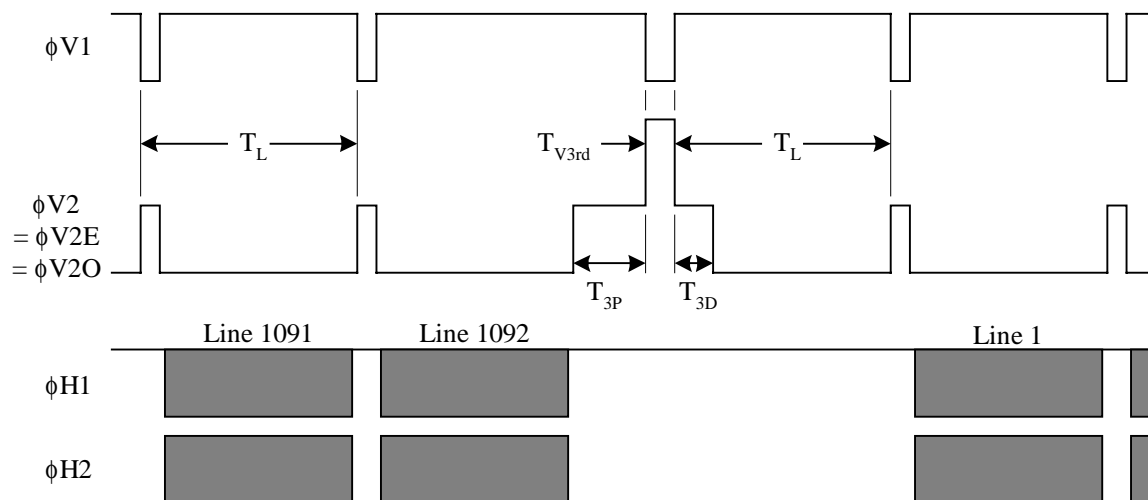 ϕV1
T_L
T_V3rd
T_L
ϕV2
= ϕV2E
= ϕV2O
T_3P
T_3D
Line 1091
Line 1092
Line 1
ϕH1
ϕH2